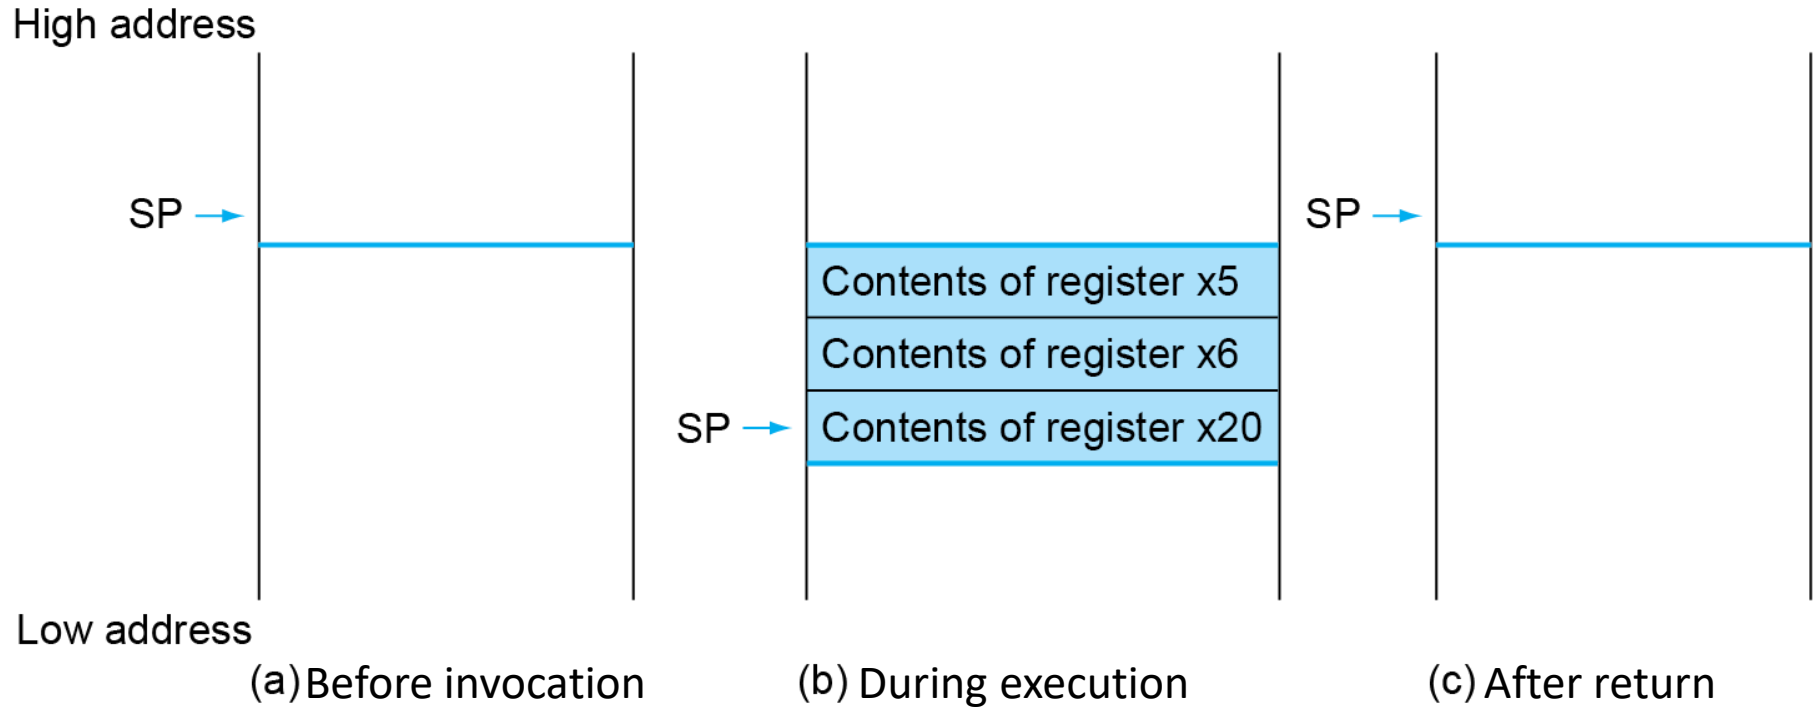 High address
SP
SP
Contents of register x5
Contents of register x6
SP
Contents of register x20
Low address
(a) Before invocation
(b) During execution
(c) After return